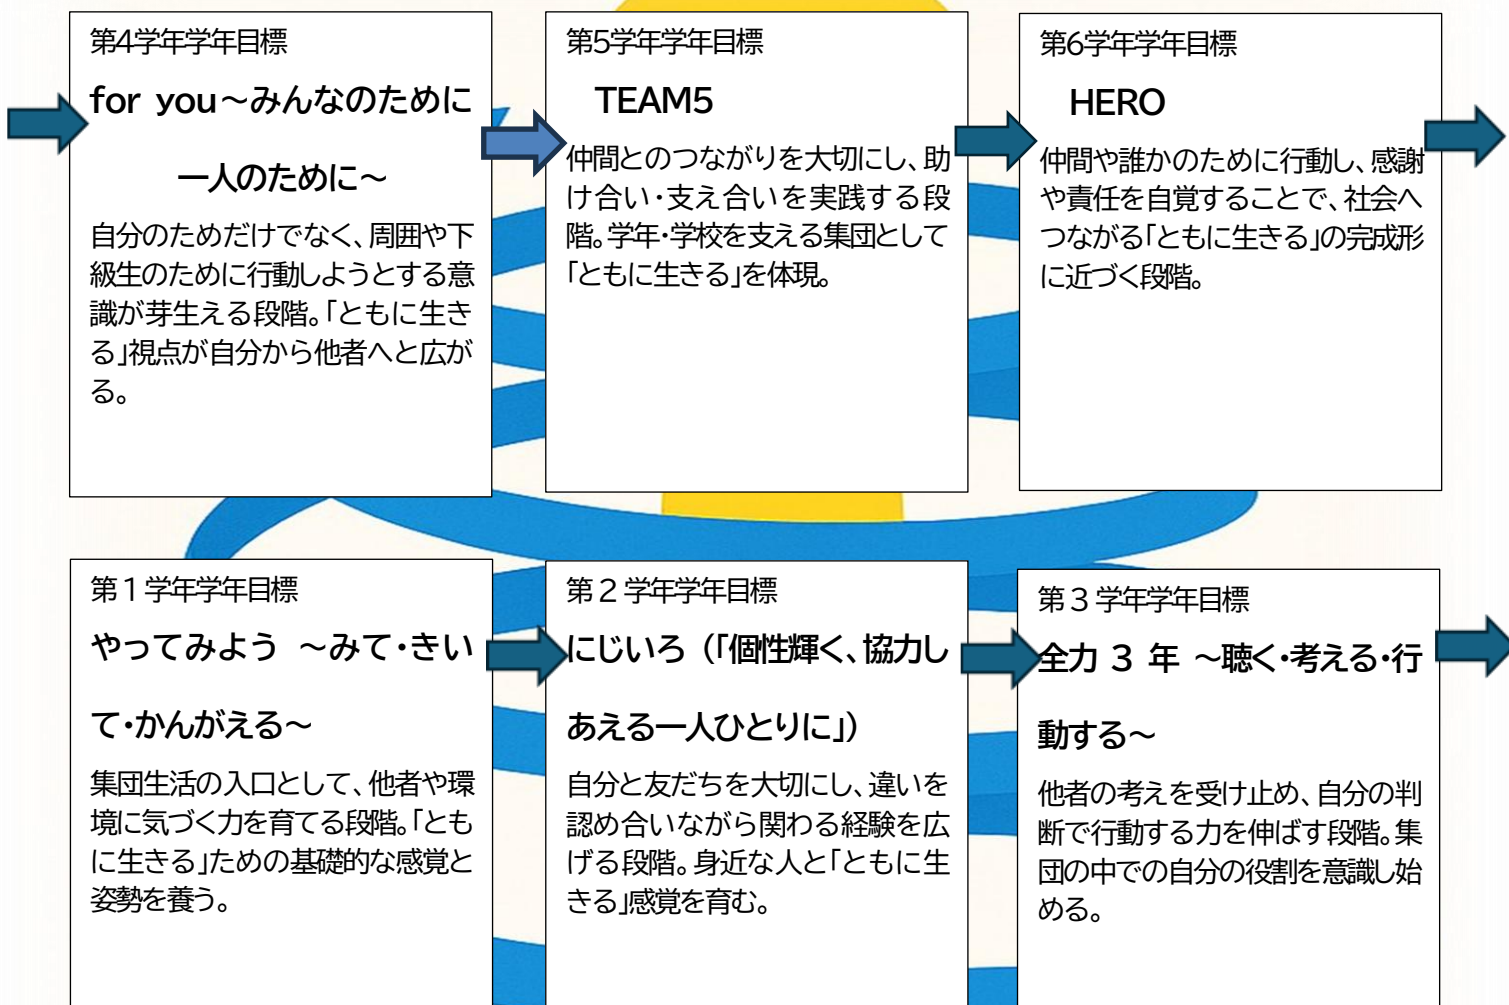 第4学年学年目標
for you～みんなのために
一人のために～
自分のためだけでなく、周囲や下
級生のために行動しようとする意
識が芽生える段階。「ともに生き
る」視点が自分から他者へと広が
る。
第5学年学年目標
TEAM5
仲間とのつながりを大切にし、助
け合い・支え合いを実践する段
階。学年・学校を支える集団として
「ともに生きる」を体現。
第6学年学年目標
HERO
仲間や誰かのために行動し、感謝
や責任を自覚することで、社会へ
つながる「ともに生きる」の完成形
に近づく段階。
第１学年学年目標
やってみよう ～みて・きい
て・かんがえる～
集団生活の入口として、他者や環
境に気づく力を育てる段階。「とも
に生きる」ための基礎的な感覚と
姿勢を養う。
第２学年学年目標
にじいろ（「個性輝く、協力し
あえる一人ひとりに」）
自分と友だちを大切にし、違いを
認め合いながら関わる経験を広
げる段階。身近な人と「ともに生
きる」感覚を育む。
第３学年学年目標
全力３年 ～聴く・考える・行
動する～
他者の考えを受け止め、自分の判
断で行動する力を伸ばす段階。集
団の中での自分の役割を意識し始
める。